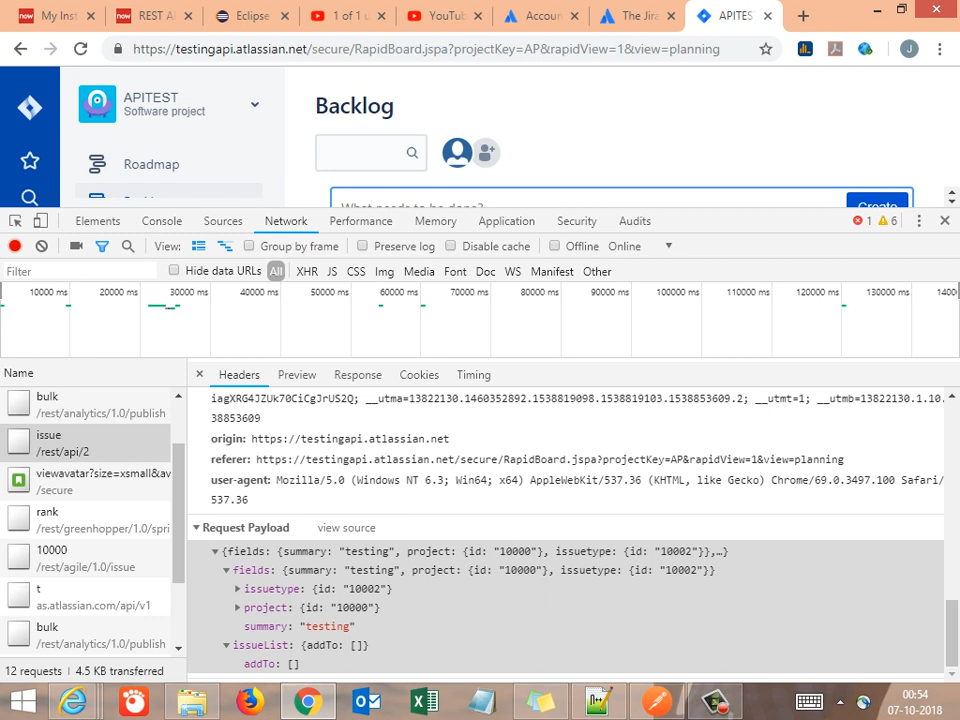 My Inst
REST A
Eclipse
1 of 1 u
YouTub
Accoun
The Jira
APITES
https://testingapi.atlassian.net/secure/RapidBoard.jspa?projectKey=AP&rapidView=1&view=planning
J
APITEST
Software project
Backlog
Roadmap
What needs to be done?
Create
Elements Console Sources Network Performance Memory Application Security Audits 1 6
View: Group by frame Preserve log Disable cache Offline Online
Filter Hide data URLs All XHR JS CSS Img Media Font Doc WS Manifest Other
10000 ms 20000 ms 30000 ms 40000 ms 50000 ms 60000 ms 70000 ms 80000 ms 90000 ms 100000 ms 110000 ms 120000 ms 130000 ms 1400
Name
Headers Preview Response Cookies Timing
bulk
/rest/analytics/1.0/publish
issue
/rest/api/2
viewavatar?size=xsmall&av
/secure
rank
/rest/greenhopper/1.0/spri
10000
/rest/agile/1.0/issue
t
as.atlassian.com/api/v1
bulk
/rest/analytics/1.0/publish
12 requests | 4.5 KB transferred
iagXRG4JZUk70CiCgJrUS2Q; __utma=13822130.1460352892.1538819098.1538819103.1538853609.2; __utmt=1; __utmb=13822130.1.10.
38853609
origin: https://testingapi.atlassian.net
referer: https://testingapi.atlassian.net/secure/RapidBoard.jspa?projectKey=AP&rapidView=1&view=planning
user-agent: Mozilla/5.0 (Windows NT 6.3; Win64; x64) AppleWebKit/537.36 (KHTML, like Gecko) Chrome/69.0.3497.100 Safari/
537.36
Request Payload view source
{fields: {summary: "testing", project: {id: "10000"}, issuetype: {id: "10002"}},…}
fields: {summary: "testing", project: {id: "10000"}, issuetype: {id: "10002"}}
issuetype: {id: "10002"}
project: {id: "10000"}
summary: "testing"
issueList: {addTo: []}
addTo: []
00:54
07-10-2018